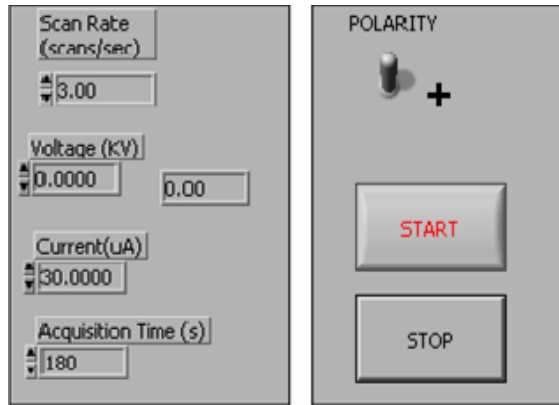 Scan Rate
(scans/sec)
3.00
Voltage (KV)
0.0000
0.00
Current(uA)
30.0000
Acquisition Time (s)
180
POLARITY
+
START
STOP